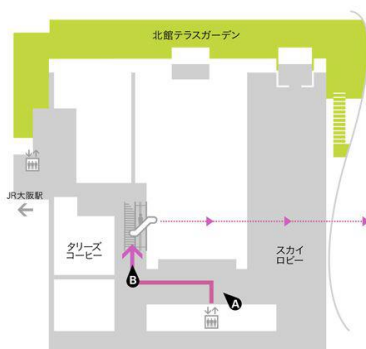 北館テラスガーデン
JR大阪駅
タリーズ
コーヒー
スカイ
ロビー
B
A